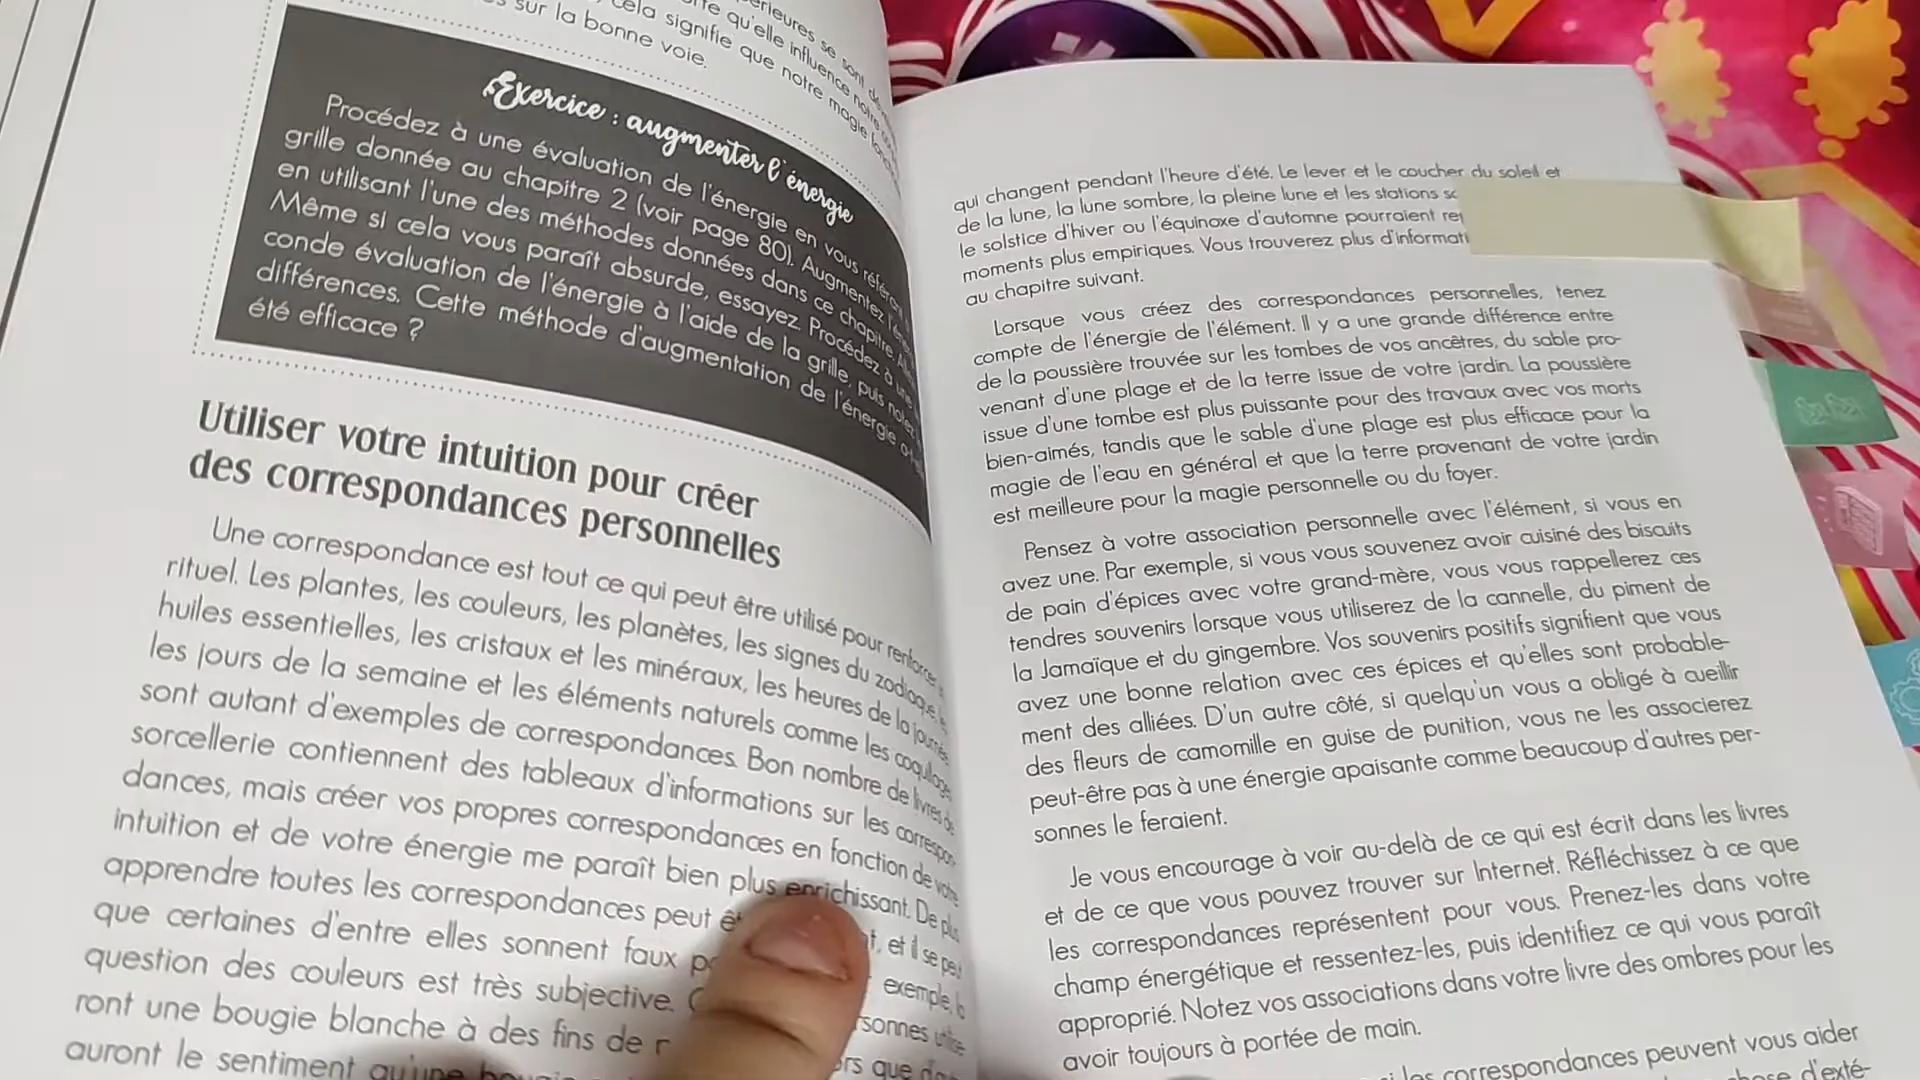 érieures se sont
qu'elle influence notre
cela signifie que notre magie
sur la bonne voie.
Exercice : augmenter l'énergie
Procédez à une évaluation de l'énergie en vous référant
grille donnée au chapitre 2 (voir page 80). Augmentez
en utilisant l'une des méthodes données dans ce chapitre.
Même si cela vous paraît absurde, essayez. Procédez à une
conde évaluation de l'énergie à l'aide de la grille, puis notez
différences. Cette méthode d'augmentation de l'énergie
été efficace ?
Utiliser votre intuition pour créer
des correspondances personnelles
Une correspondance est tout ce qui peut être utilisé pour renforcer
rituel. Les plantes, les couleurs, les planètes, les signes du zodiaque,
huiles essentielles, les cristaux et les minéraux, les heures de la journée,
les jours de la semaine et les éléments naturels comme les coquillages
sont autant d'exemples de correspondances. Bon nombre de livres de
sorcellerie contiennent des tableaux d'informations sur les correspon-
dances, mais créer vos propres correspondances en fonction de votre
intuition et de votre énergie me paraît bien plus enrichissant. De plus
apprendre toutes les correspondances peut et il se peut
que certaines d'entre elles sonnent faux exemple, la
question des couleurs est très subjective.
ront une bougie blanche à des fins de
auront le sentiment qu'une
qui changent pendant l'heure d'été. Le lever et le coucher du soleil et
de la lune, la lune sombre, la pleine lune et les stations
le solstice d'hiver ou l'équinoxe d'automne pourraient
moments plus empiriques. Vous trouverez plus
au chapitre suivant.
Lorsque vous créez des correspondances personnelles, tenez
compte de l'énergie de l'élément. Il y a une grande différence entre
de la poussière trouvée sur les tombes de vos ancêtres, du sable pro-
venant d'une plage et de la terre issue de votre jardin. La poussière
issue d'une tombe est plus puissante pour des travaux avec vos morts
bien-aimés, tandis que le sable d'une plage est plus efficace pour la
magie de l'eau en général et que la terre provenant de votre jardin
est meilleure pour la magie personnelle ou du foyer.
Pensez à votre association personnelle avec l'élément, si vous en
avez une. Par exemple, si vous vous souvenez avoir cuisiné des biscuits
de pain d'épices avec votre grand-mère, vous vous rappellerez ces
tendres souvenirs lorsque vous utiliserez de la cannelle, du piment de
la Jamaïque et du gingembre. Vos souvenirs positifs signifient que vous
avez une bonne relation avec ces épices et qu'elles sont probable-
ment des alliées. D'un autre côté, si quelqu'un vous a obligé à cueillir
des fleurs de camomille en guise de punition, vous ne les associerez
peut-être pas à une énergie apaisante comme beaucoup d'autres per-
sonnes le feraient.
Je vous encourage à voir au-delà de ce qui est écrit dans les livres
et de ce que vous pouvez trouver sur Internet. Réfléchissez à ce que
les correspondances représentent pour vous. Prenez-les dans votre
champ énergétique et ressentez-les, puis identifiez ce qui vous paraît
approprié. Notez vos associations dans votre livre des ombres pour les
avoir toujours à portée de main.
les correspondances peuvent vous aider
chose d'exté-